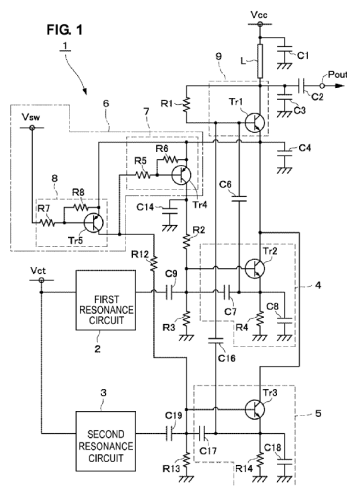 FIG. 1
1
Vcc
L
C1
Pout
C2
C3
9
R1
Tr1
C4
6
7
Vsw
R6
R5
Tr4
8
R8
R7
Tr5
C14
C6
R2
R12
Tr2
4
Vct
C9
C7
C8
FIRST
RESONANCE
CIRCUIT
2
R3
R4
C16
3
SECOND
RESONANCE
CIRCUIT
C19
C17
Tr3
5
C18
R13
R14